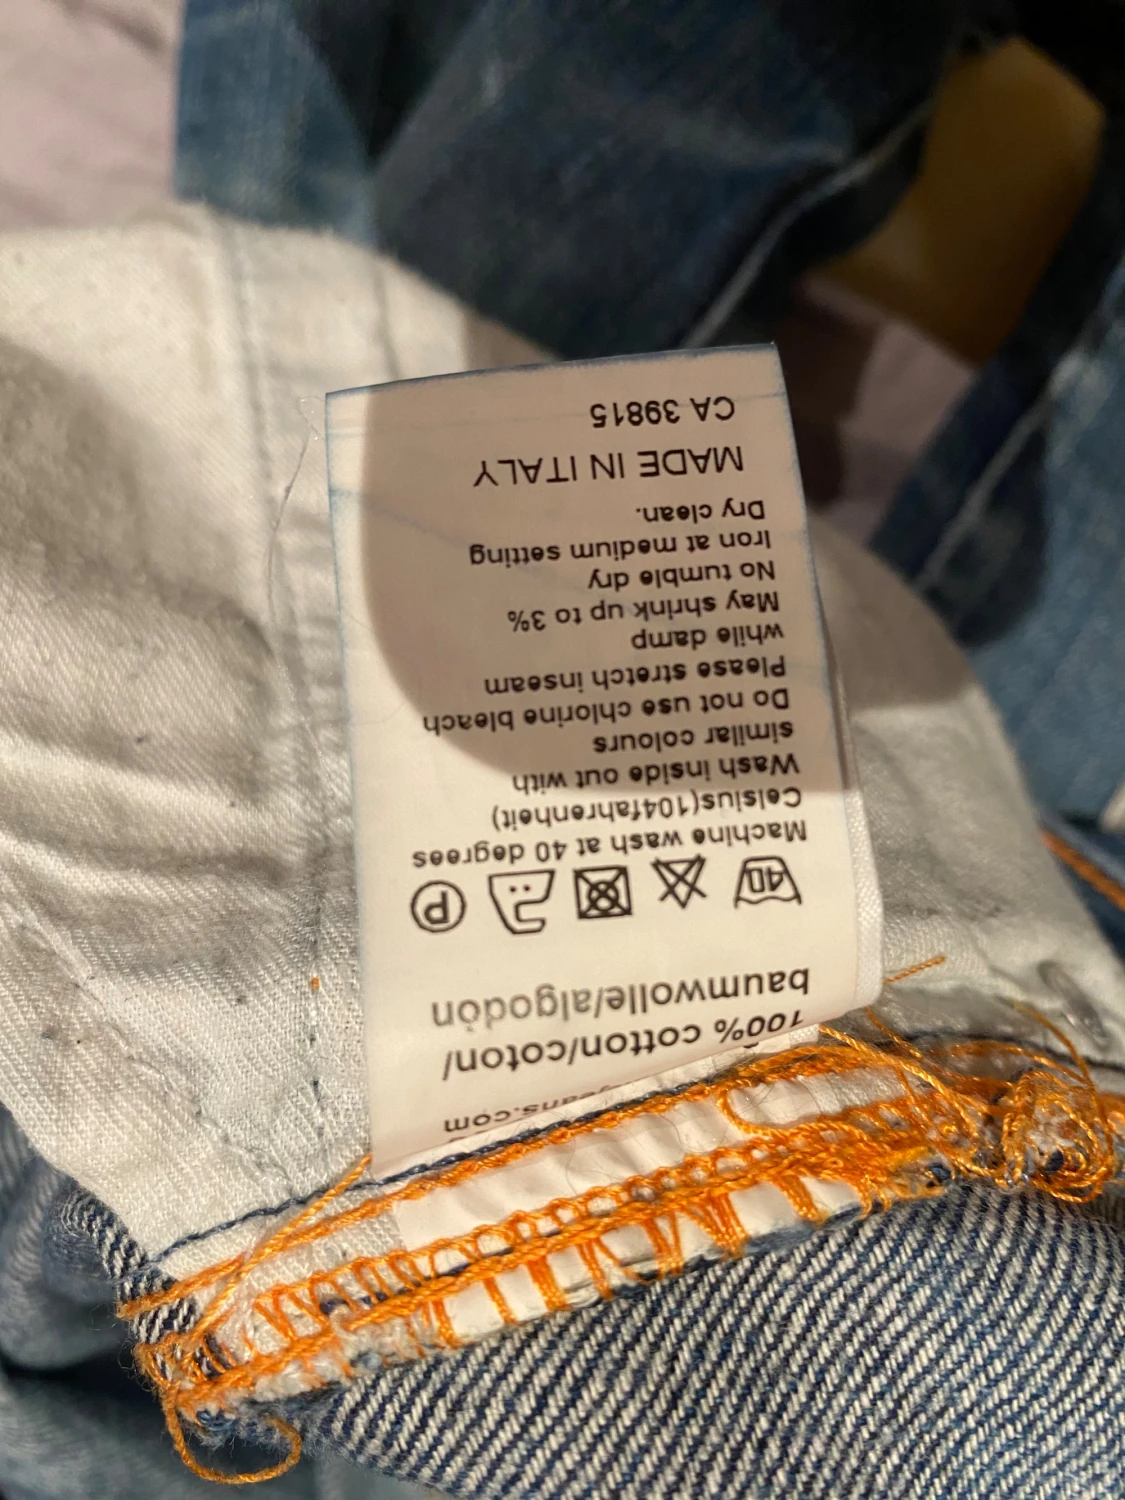 100% cotton/coton/
baumwolle/algodòn
40
P
Machine wash at 40 degrees
Celsius(104fahrenheit)
Wash inside out with
similar colours
Do not use chlorine bleach
Please stretch inseam
while damp
May shrink up to 3%
No tumble dry
Iron at medium setting
Dry clean.
MADE IN ITALY
CA 39815